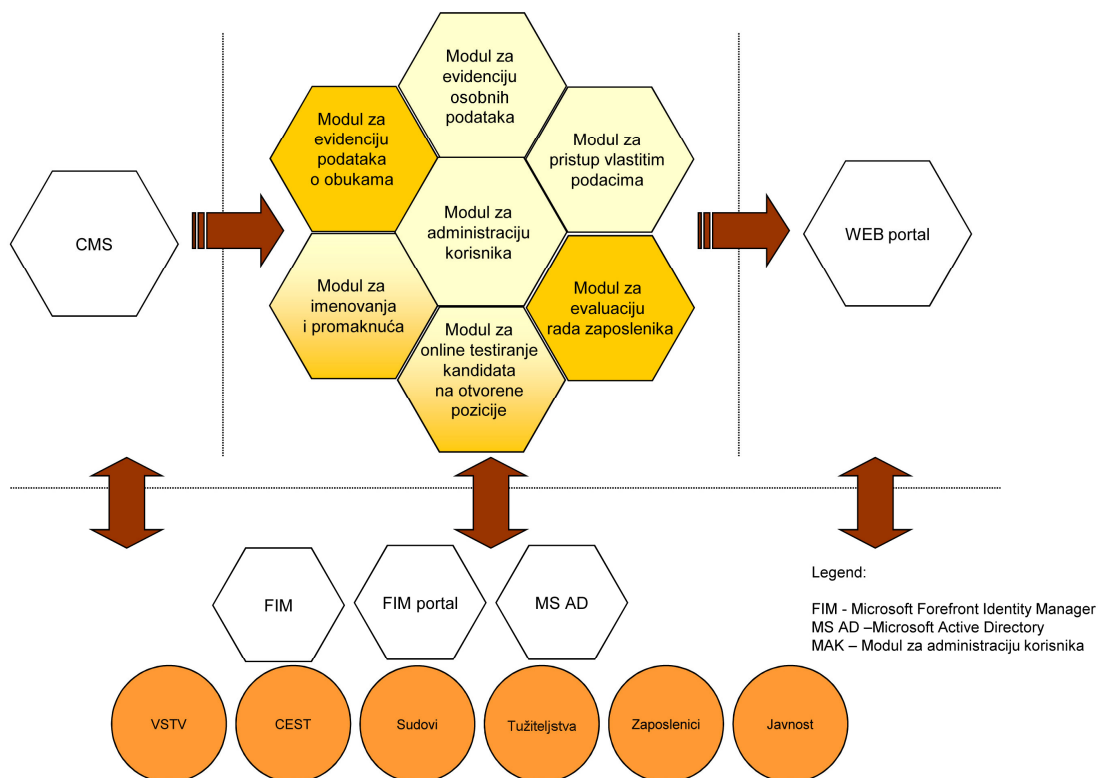 Modul za
evidenciju
osobnih
podataka
Modul za
evidenciju
podataka
o obukama
Modul za
pristup vlastitim
podacima
CMS
Modul za
administraciju
korisnika
WEB portal
Modul za
imenovanja
i promaknuća
Modul za
evaluaciju
rada zaposlenika
Modul za
online testiranje
kandidata
na otvorene
pozicije
FIM
FIM portal
MS AD
Legend:
FIM - Microsoft Forefront Identity Manager
MS AD –Microsoft Active Directory
MAK – Modul za administraciju korisnika
VSTV
CEST
Sudovi
Tužiteljstva
Zaposlenici
Javnost